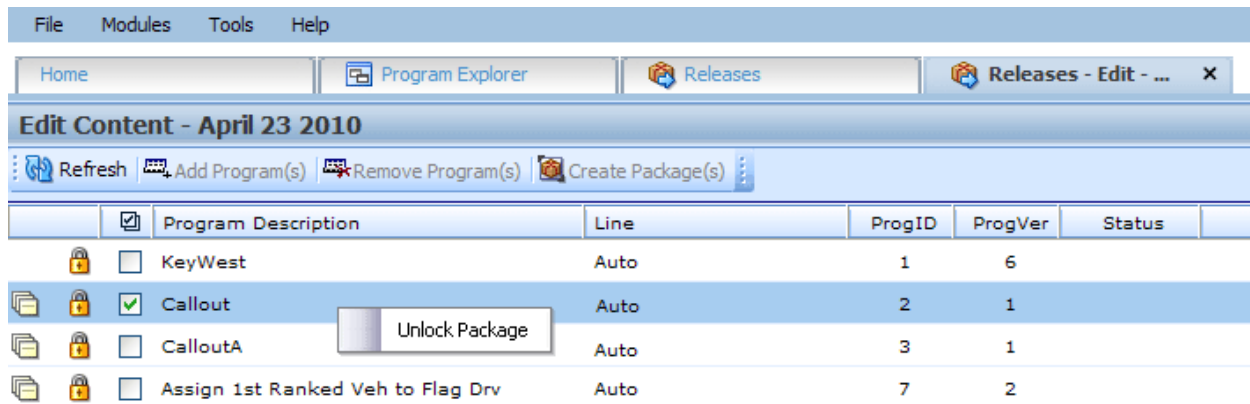 File Modules Tools Help
Home Program Explorer Releases Releases - Edit - ... x
Edit Content - April 23 2010
Refresh Add Program(s) Remove Program(s) Create Package(s)
Program Description Line ProgID ProgVer Status
KeyWest Auto 1 6
Callout Auto 2 1
Unlock Package
CalloutA Auto 3 1
Assign 1st Ranked Veh to Flag Drv Auto 7 2